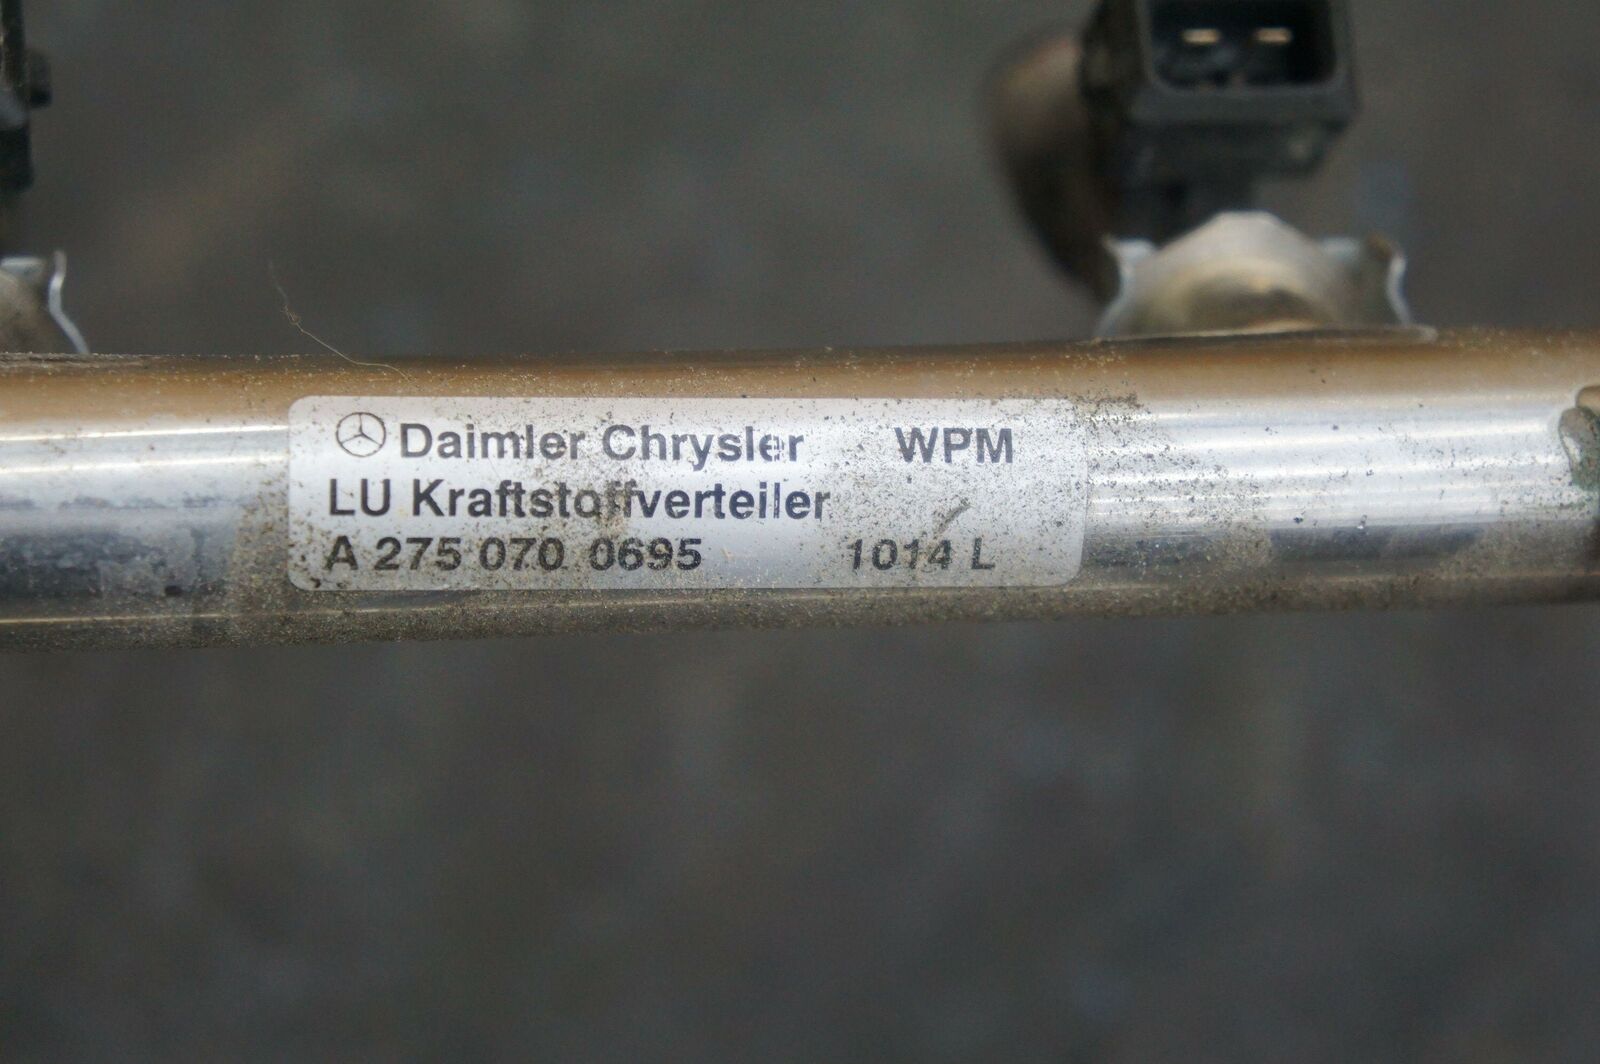 Daimler Chrysler WPM
LU Kraftstoffverteiler
A 275 070 0695 1014 L